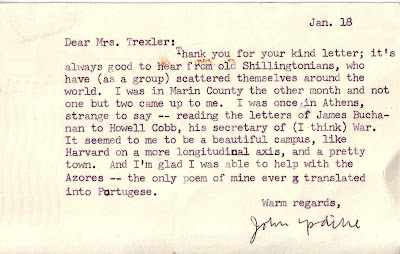 Jan. 18
Dear Mrs. Trexler:
Thank you for your kind letter; it's
always good to hear from old Shillingtonians, who
have (as a group) scattered themselves around the
world. I was in Marin County the other month and not
one but two came up to me. I was once in Athens,
strange to say -- reading the letters of James Bucha-
nan to Howell Cobb, his secretary of (I think) War.
It seemed to me to be a beautiful campus, like
Harvard on a more longitudinal axis, and a pretty
town. And I'm glad I was able to help with the
Azores -- the only poem of mine ever g translated
into Portugese.
Warm regards,
John Updike